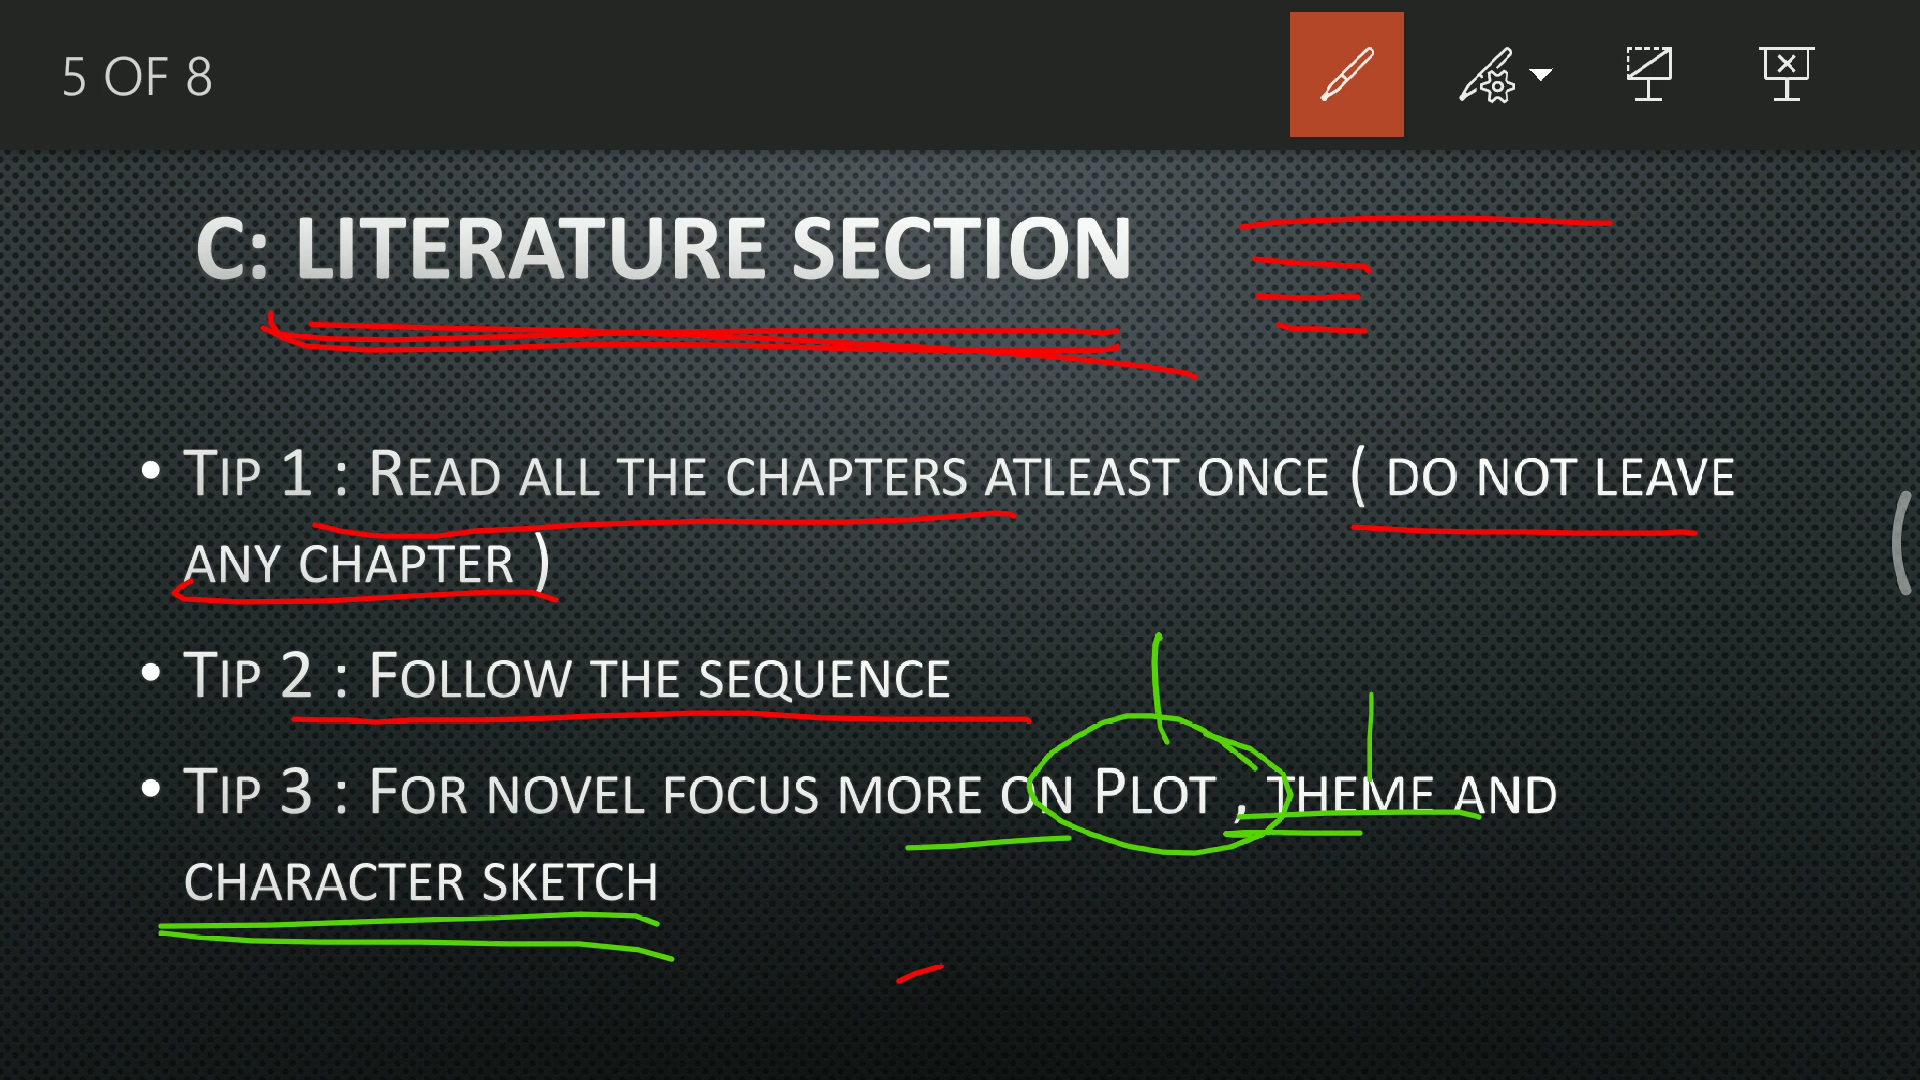 5 OF 8
C: LITERATURE SECTION
• TIP 1 : READ ALL THE CHAPTERS ATLEAST ONCE ( DO NOT LEAVE
ANY CHAPTER )
• TIP 2 : FOLLOW THE SEQUENCE
• TIP 3 : FOR NOVEL FOCUS MORE ON PLOT , THEME AND
CHARACTER SKETCH